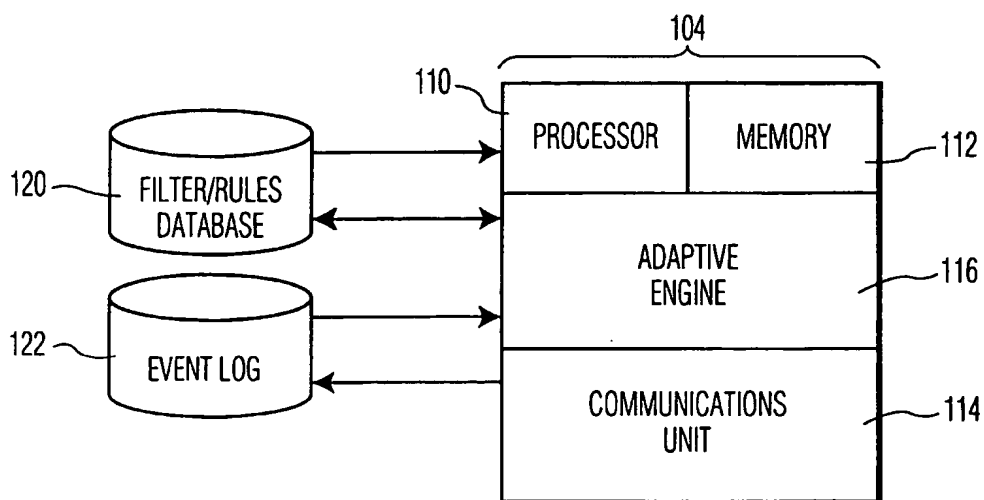 104
110
PROCESSOR
MEMORY
112
120
FILTER/RULES
DATABASE
ADAPTIVE
ENGINE
116
122
EVENT LOG
COMMUNICATIONS
UNIT
114